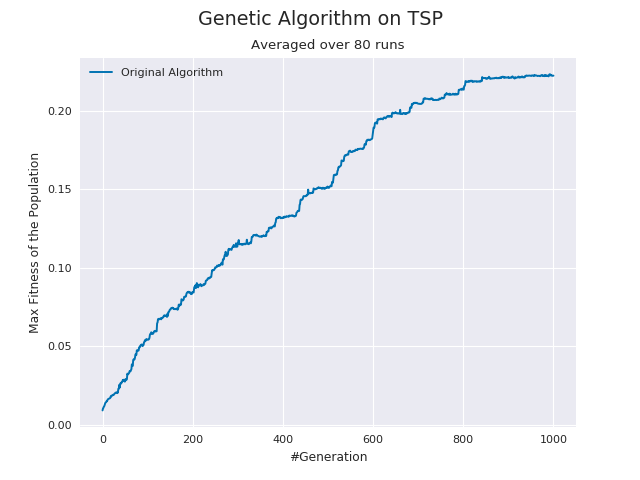 Genetic Algorithm on TSP
Averaged over 80 runs
Original Algorithm
Max Fitness of the Population
0.20
0.15
0.10
0.05
0.00
0 200 400 600 800 1000
#Generation